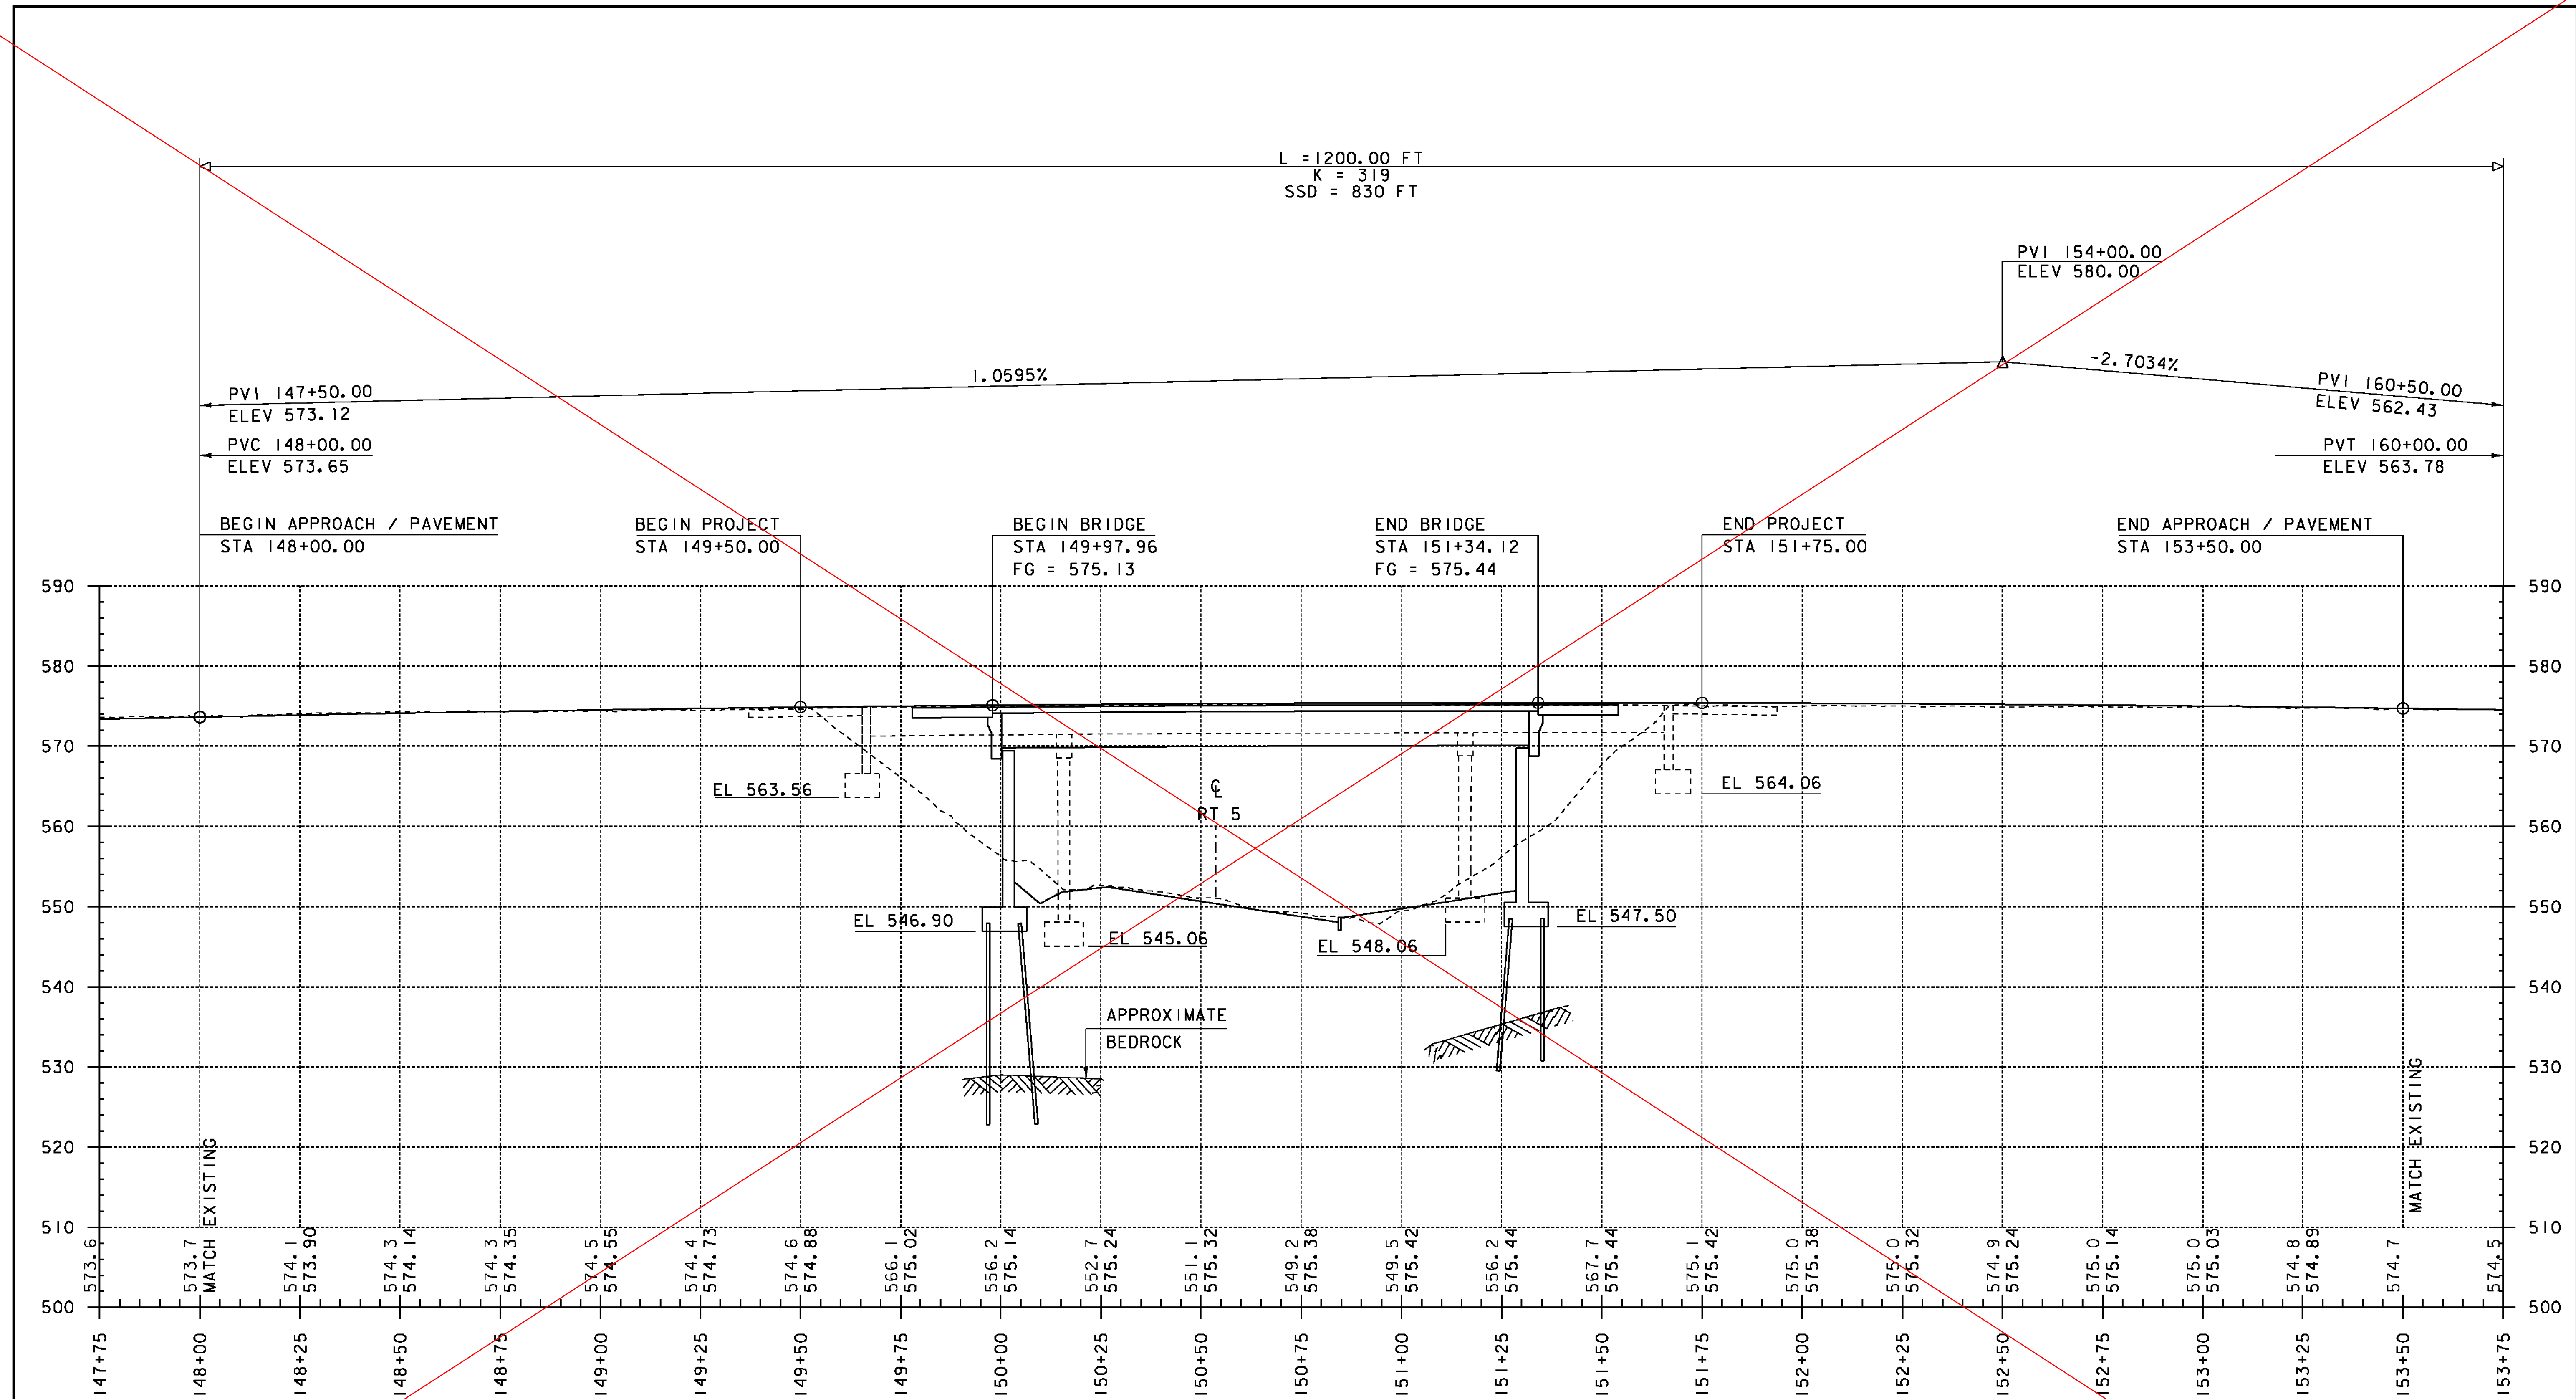 L =1200.00 FT
K = 319
SSD = 830 FT
PVI 154+00.00
ELEV 580.00
1.0595%
-2.7034%
PVI 147+50.00
ELEV 573.12
PVC 148+00.00
ELEV 573.65
PVI 160+50.00
ELEV 562.43
PVT 160+00.00
ELEV 563.78
BEGIN APPROACH / PAVEMENT
STA 148+00.00
BEGIN PROJECT
STA 149+50.00
BEGIN BRIDGE
STA 149+97.96
FG = 575.13
END BRIDGE
STA 151+34.12
FG = 575.44
END PROJECT
STA 151+75.00
END APPROACH / PAVEMENT
STA 153+50.00
590 590
580 580
570 570
560 560
550 550
540 540
530 530
520 520
510 510
500 500
EL 563.56
EL 564.06
℄
RT 5
EL 546.90
EL 545.06
EL 548.06
EL 547.50
APPROXIMATE
BEDROCK
573.6
573.7
MATCH EXISTING
574.1
573.90
574.3
574.14
574.3
574.35
574.5
574.55
574.4
574.73
574.6
574.88
566.1
575.02
556.2
575.14
552.7
575.24
551.1
575.32
549.2
575.38
549.5
575.42
556.2
575.44
567.7
575.44
575.1
575.42
575.0
575.38
575.0
575.32
574.9
575.24
575.0
575.14
575.0
575.03
574.8
574.89
574.7
MATCH EXISTING
574.5
147+75
148+00
148+25
148+50
148+75
149+00
149+25
149+50
149+75
150+00
150+25
150+50
150+75
151+00
151+25
151+50
151+75
152+00
152+25
152+50
152+75
153+00
153+25
153+50
153+75